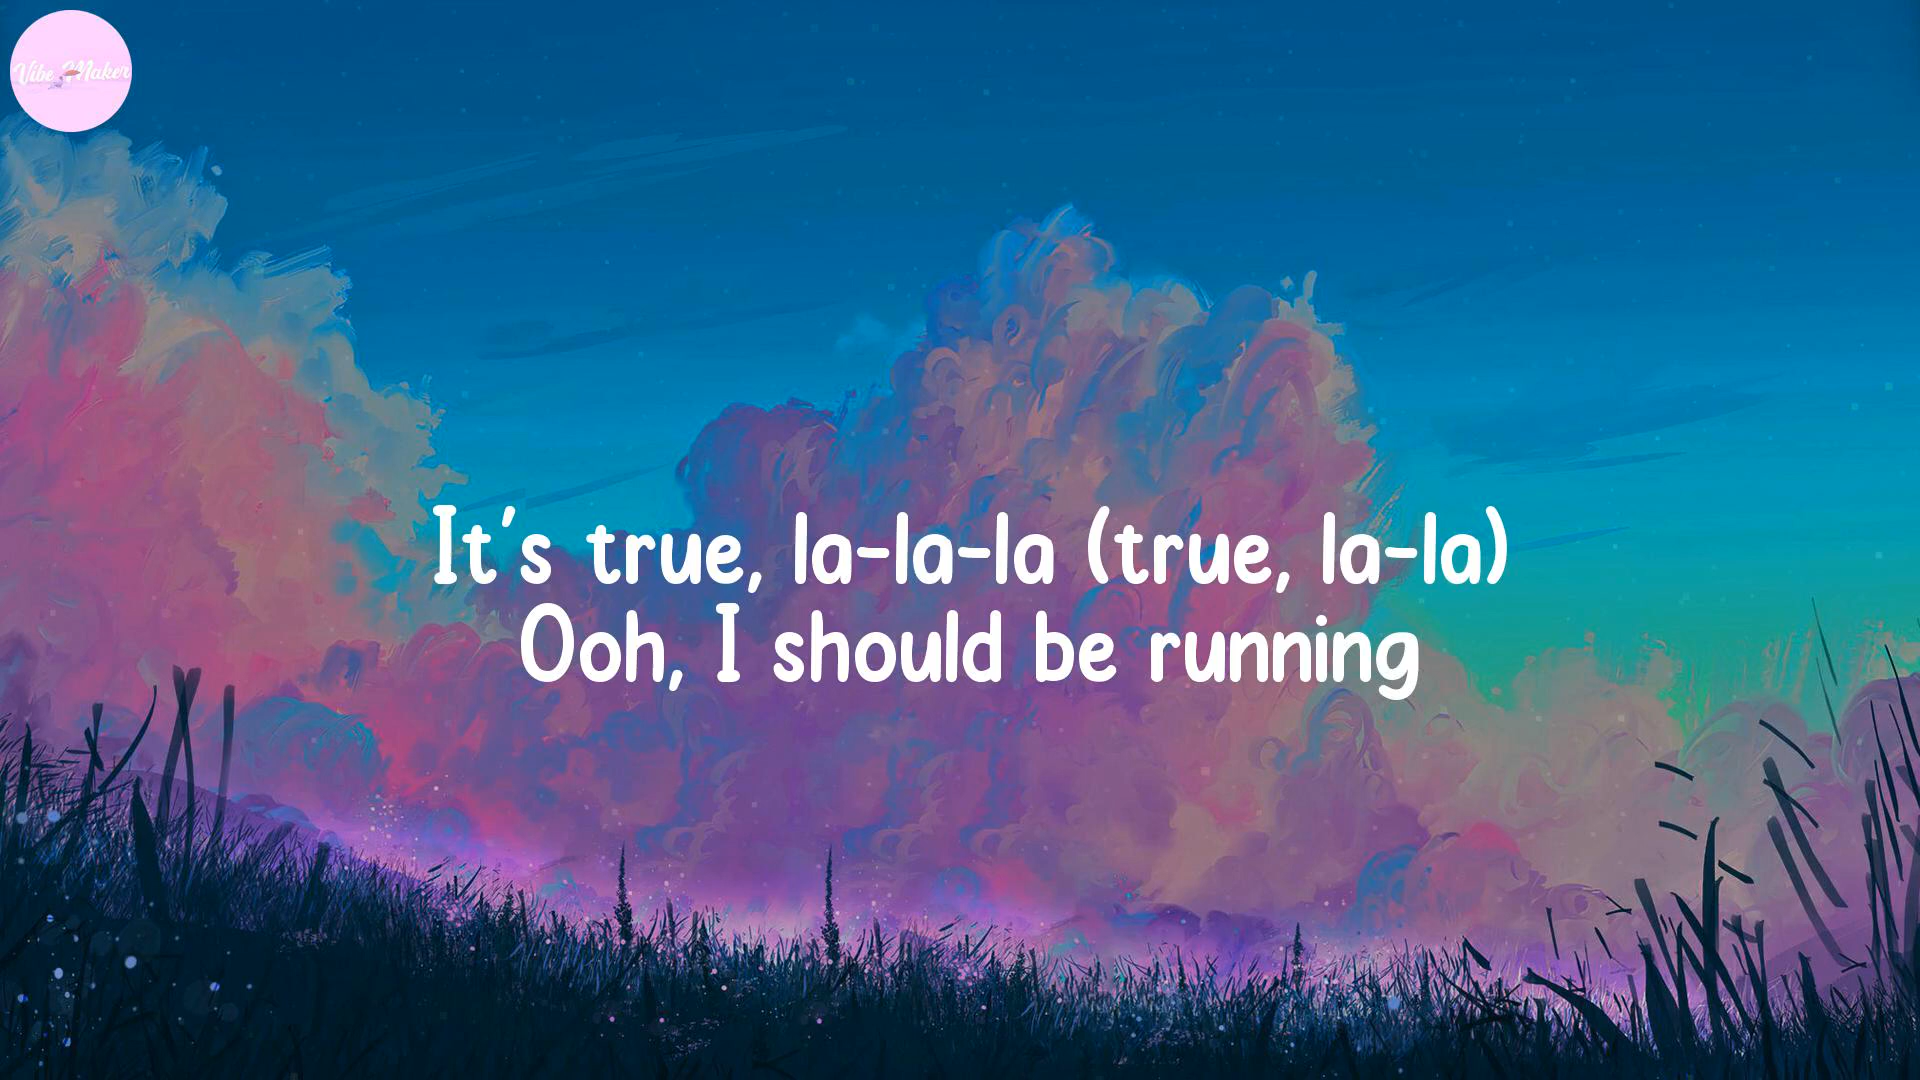 Vibe Maker
It's true, la-la-la (true, la-la)
Ooh, I should be running